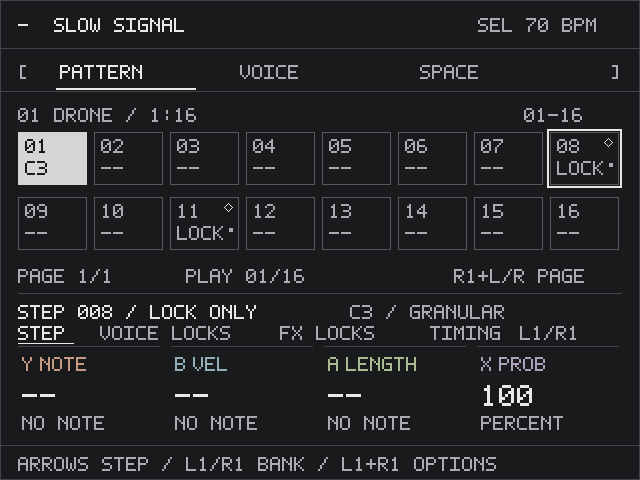 — SLOW SIGNAL SEL 70 BPM
[ PATTERN VOICE SPACE ]
01 DRONE / 1:16 01-16
01 02 03 04 05 06 07 08 ◇
C3 -- -- -- -- -- -- LOCK▪
09 10 11 ◇ 12 13 14 15 16
-- -- LOCK▪ -- -- -- -- --
PAGE 1/1 PLAY 01/16 R1+L/R PAGE
STEP 008 / LOCK ONLY C3 / GRANULAR
STEP VOICE LOCKS FX LOCKS TIMING L1/R1
Y NOTE B VEL A LENGTH X PROB
-- -- -- 100
NO NOTE NO NOTE NO NOTE PERCENT
ARROWS STEP / L1/R1 BANK / L1+R1 OPTIONS